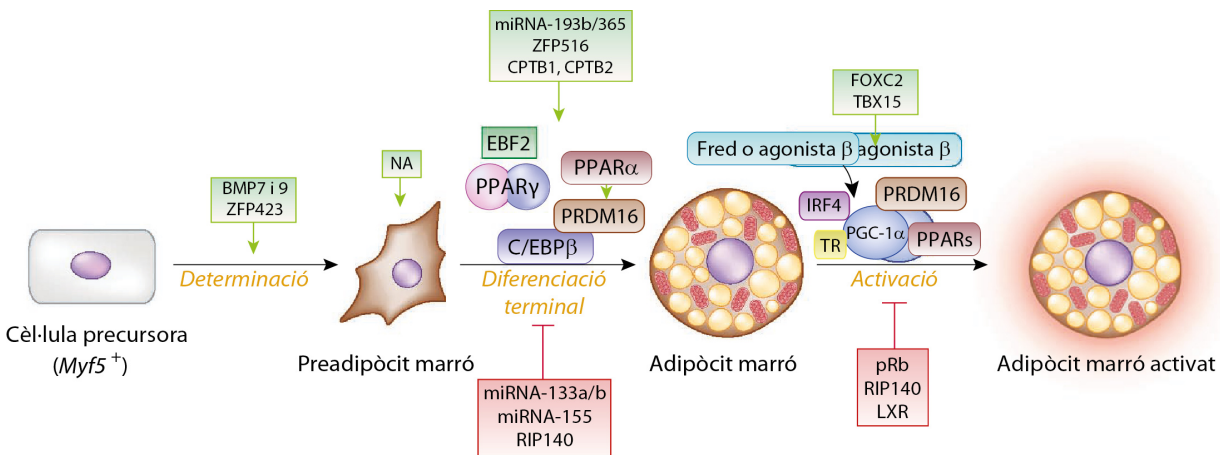 miRNA-193b/365
ZFP516
CPTB1, CPTB2
FOXC2
TBX15
Fred o agonista β
agonista β
EBF2
NA
PPARα
PPARγ
BMP7 i 9
ZFP423
PRDM16
IRF4
PRDM16
C/EBPβ
TR
PGC-1α
PPARs
Determinació
Diferenciació
terminal
Activació
Cèl·lula precursora
(Myf5 +)
Preadipòcit marró
Adipòcit marró
Adipòcit marró activat
miRNA-133a/b
miRNA-155
RIP140
pRb
RIP140
LXR